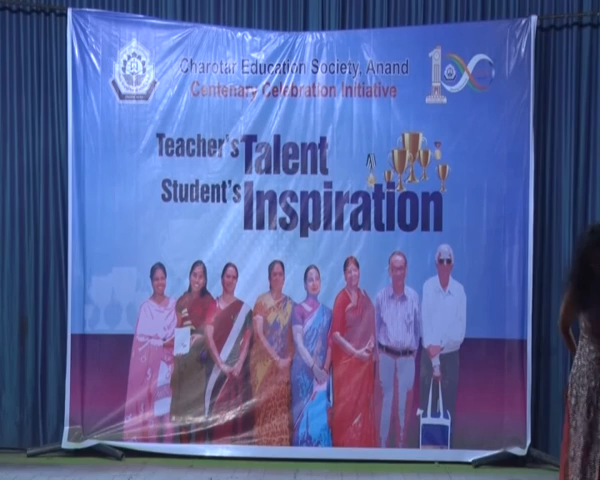 Charotar Education Society, Anand
Centenary Celebration Initiative
Teacher's Talent
Student's Inspiration